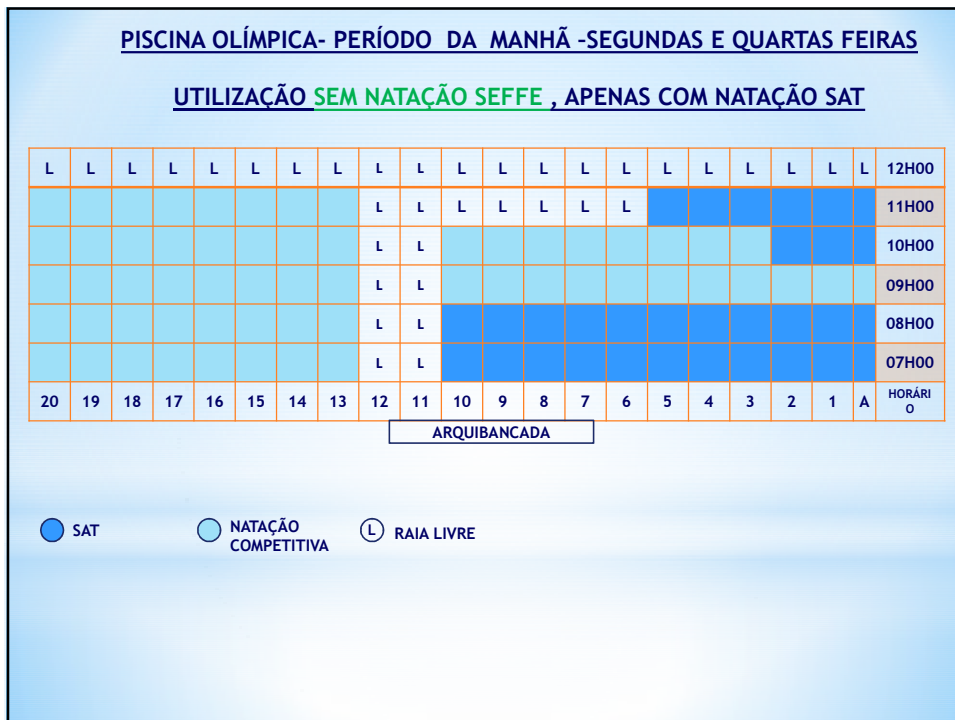 PISCINA OLÍMPICA- PERÍODO DA MANHÃ –SEGUNDAS E QUARTAS FEIRAS
UTILIZAÇÃO SEM NATAÇÃO SEFFE , APENAS COM NATAÇÃO SAT
L L L L L L L L L L L L L L L L L L L L L 12H00
L L L L L L L 11H00
L L 10H00
L L 09H00
L L 08H00
L L 07H00
20 19 18 17 16 15 14 13 12 11 10 9 8 7 6 5 4 3 2 1 A HORÁRI
O
ARQUIBANCADA
SAT
NATAÇÃO
COMPETITIVA
L RAIA LIVRE